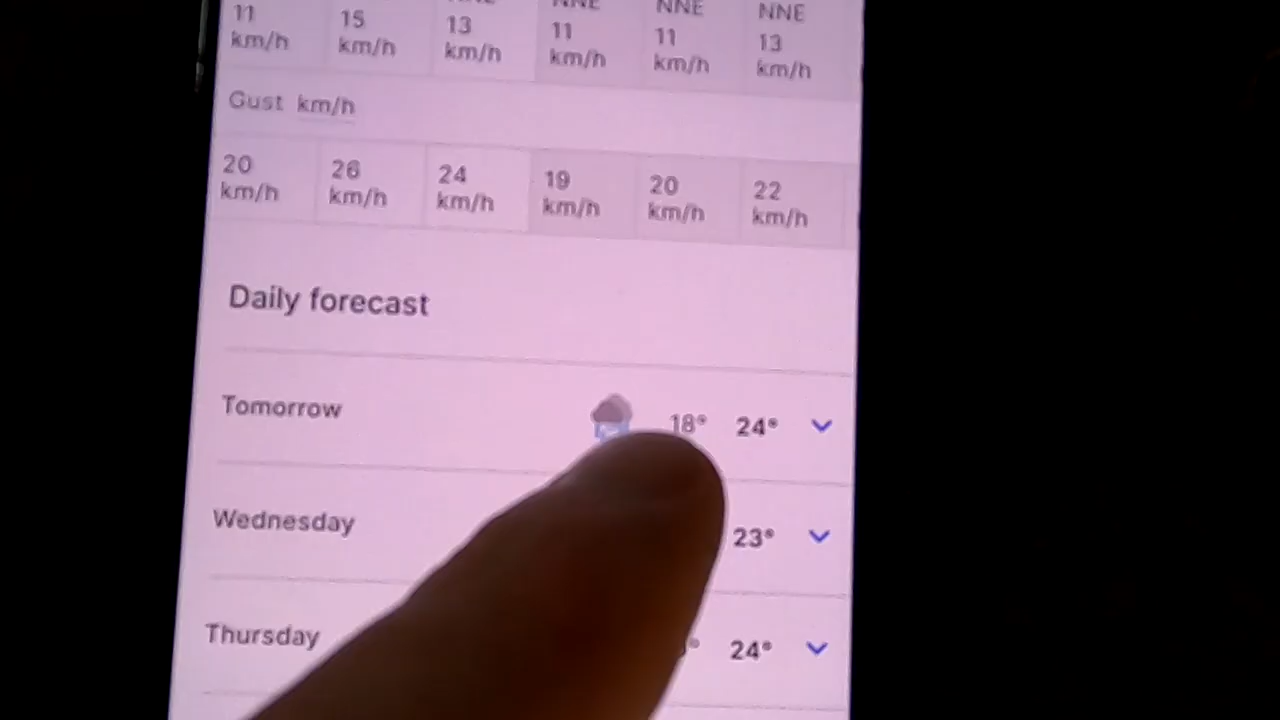 NNE NNE NNE
11 km/h 15 km/h 13 km/h 11 km/h 11 km/h 13 km/h
Gust km/h
20 km/h 26 km/h 24 km/h 19 km/h 20 km/h 22 km/h
Daily forecast
Tomorrow 18° 24°
Wednesday 23°
Thursday 24°